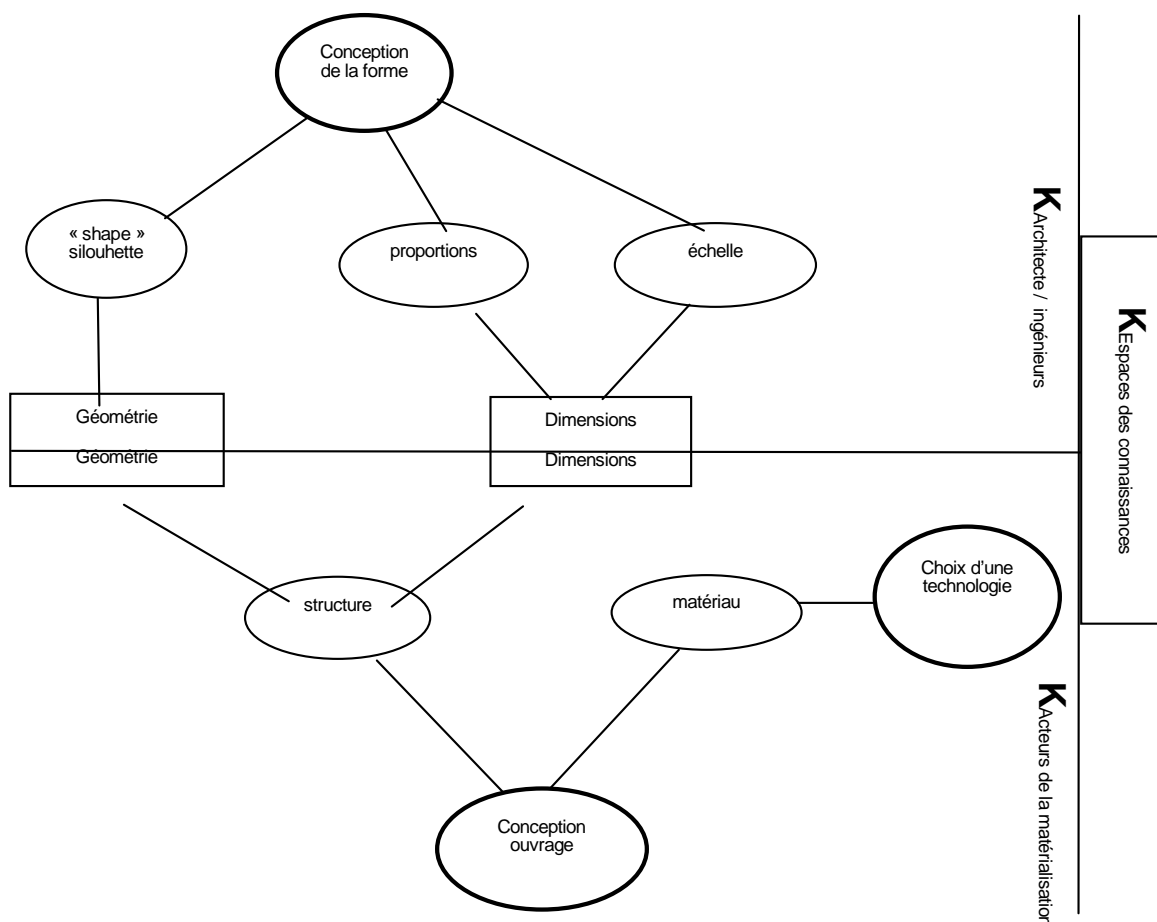 Conception
de la forme
« shape »
silouhette
proportions
échelle
Géométrie
Dimensions
Géométrie
Dimensions
structure
matériau
Choix d'une
technologie
Conception
ouvrage
KArchitecte / ingénieurs
KEspaces des connaissances
KActeurs de la matérialisation